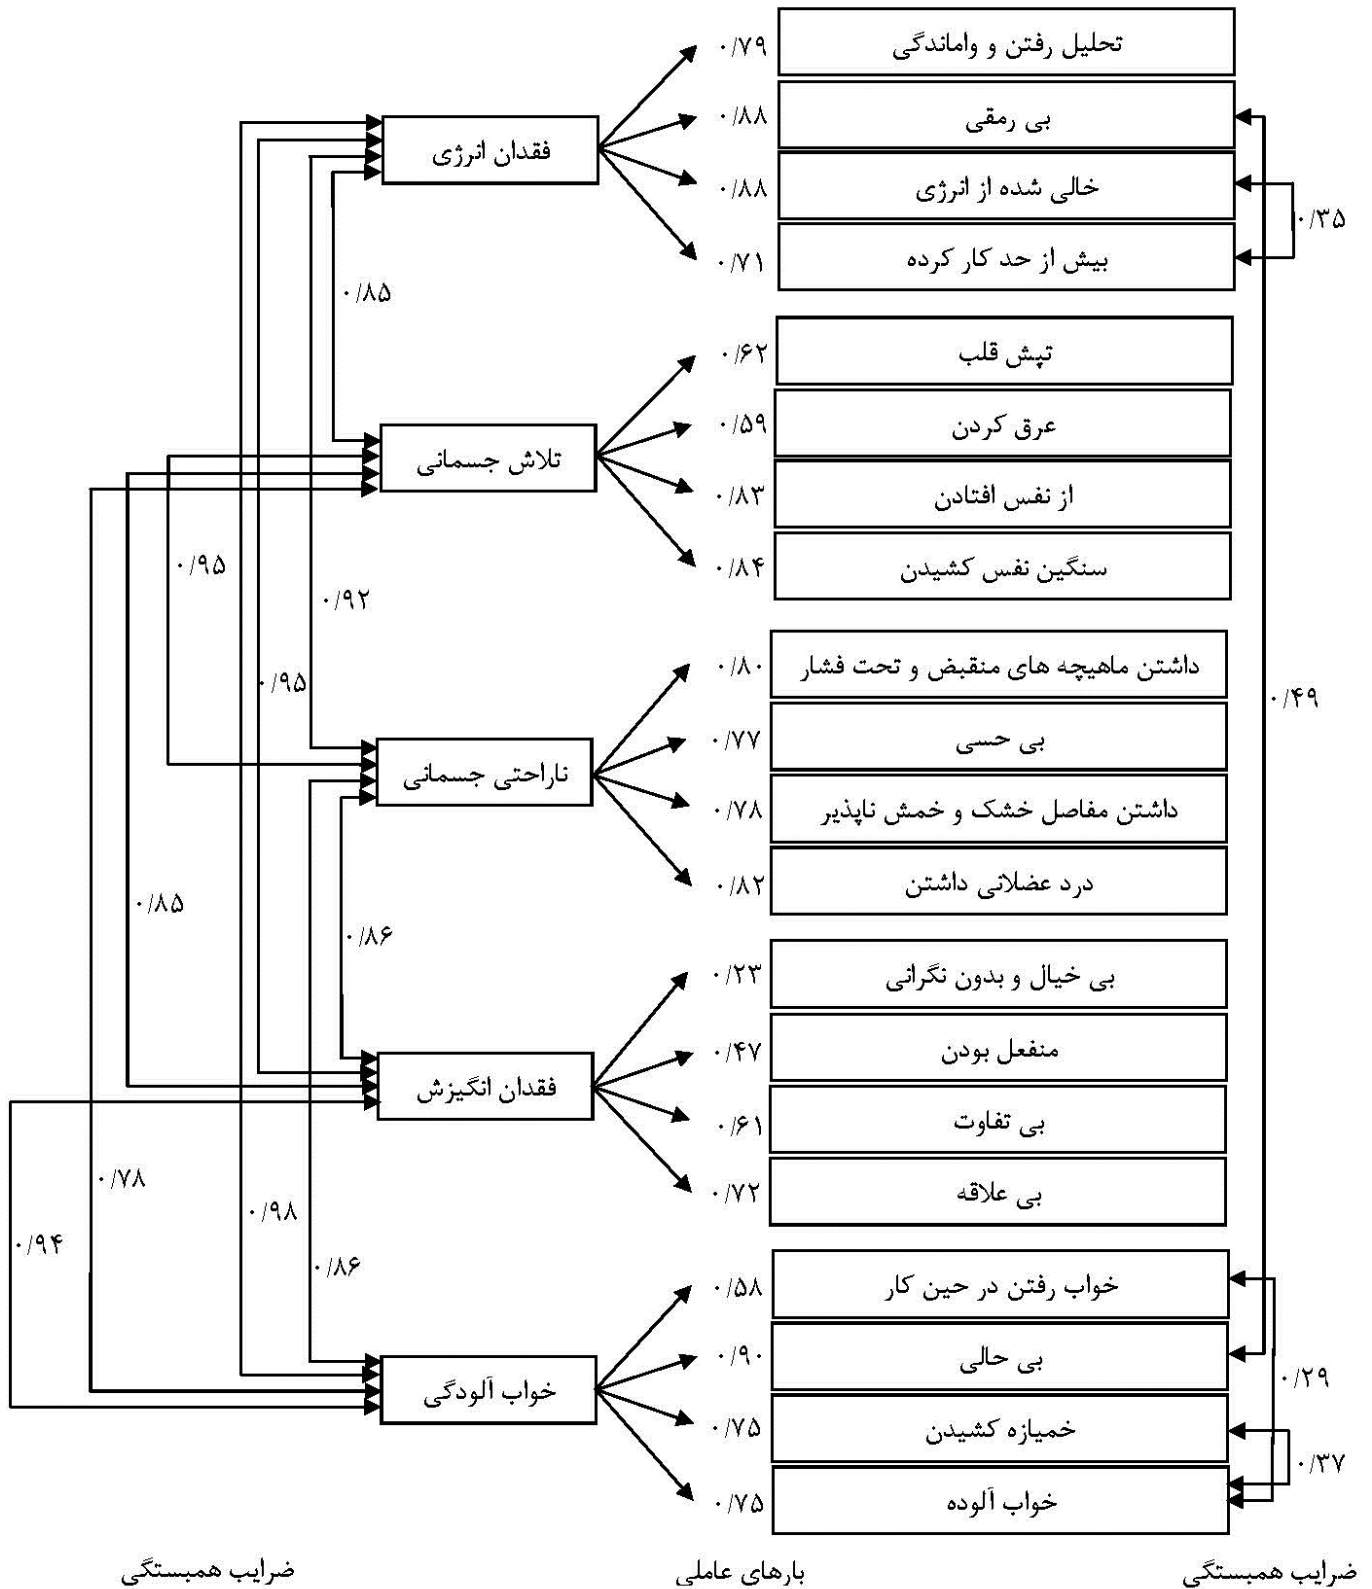 تحلیل رفتن و واماندگی
۰/۷۹
بی رمقی
۰/۸۸
فقدان انرژی
خالی شده از انرژی
۰/۸۸
۰/۳۵
بیش از حد کار کرده
۰/۷۱
۰/۸۵
تپش قلب
۰/۶۲
عرق کردن
۰/۵۹
تلاش جسمانی
از نفس افتادن
۰/۸۳
سنگین نفس کشیدن
۰/۸۴
۰/۹۵
۰/۹۲
داشتن ماهیچه های منقبض و تحت فشار
۰/۸۰
۰/۹۵
۰/۴۹
بی حسی
۰/۷۷
ناراحتی جسمانی
داشتن مفاصل خشک و خمش ناپذیر
۰/۷۸
درد عضلانی داشتن
۰/۸۲
۰/۸۵
۰/۸۶
بی خیال و بدون نگرانی
۰/۲۳
منفعل بودن
۰/۴۷
فقدان انگیزش
بی تفاوت
۰/۶۱
بی علاقه
۰/۷۲
۰/۷۸
۰/۹۸
۰/۹۴
۰/۸۶
خواب رفتن در حین کار
۰/۵۸
بی حالی
۰/۹۰
۰/۲۹
خواب آلودگی
خمیازه کشیدن
۰/۷۵
۰/۳۷
خواب آلوده
۰/۷۵
ضرایب همبستگی
بارهای عاملی
ضرایب همبستگی